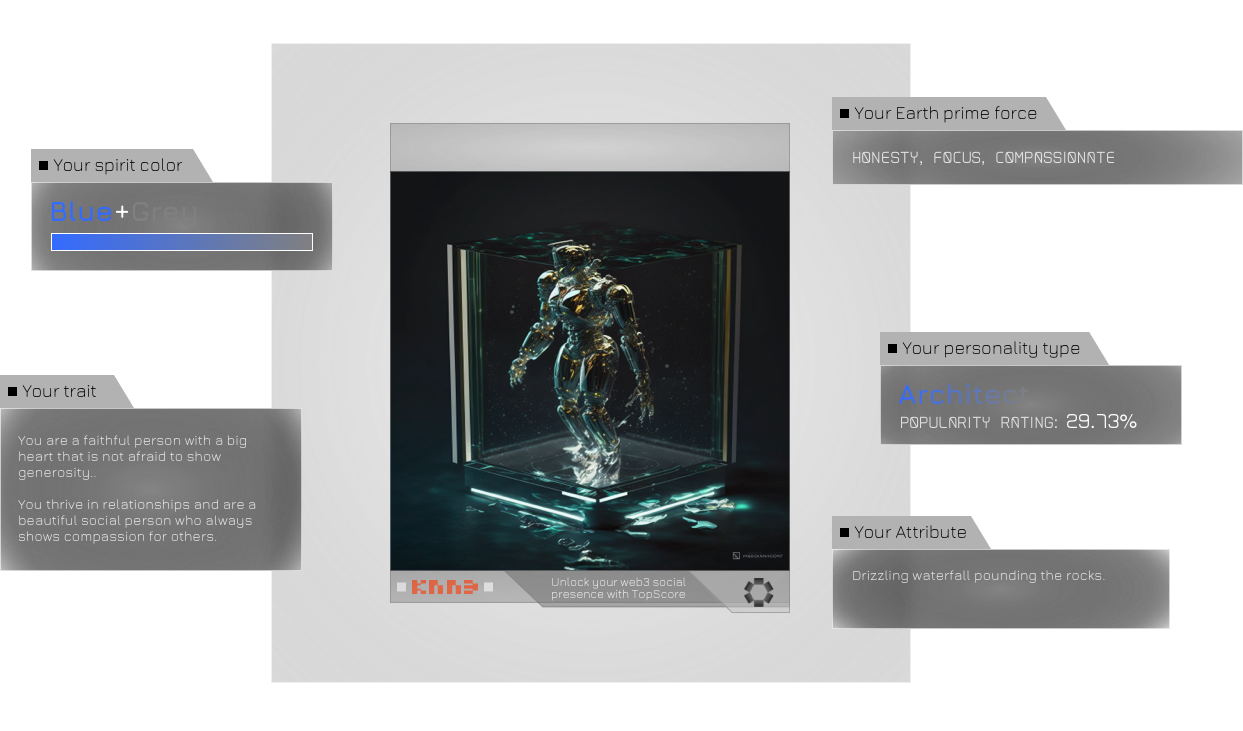 Your spirit color
Blue+Grey
Your trait
You are a faithful person with a big
heart that is not afraid to show
generosity..
You thrive in relationships and are a
beautiful social person who always
shows compassion for others.
KNN3
Unlock your web3 social
presence with TopScore
Your Earth prime force
HONESTY, FOCUS, COMPASSIONATE
Your personality type
Architect
POPULARITY RATING: 29.73%
Your Attribute
Drizzling waterfall pounding the rocks.